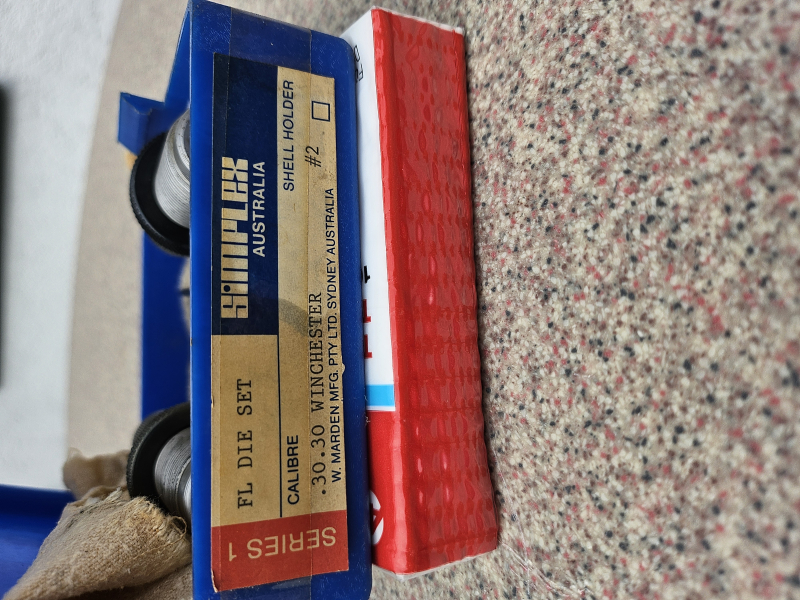 SERIES 1
FL DIE SET
SIMPLEX
AUSTRALIA
CALIBRE
SHELL HOLDER
.30.30 WINCHESTER
#2
W. MARDEN MFG. PTY LTD. SYDNEY AUSTRALIA